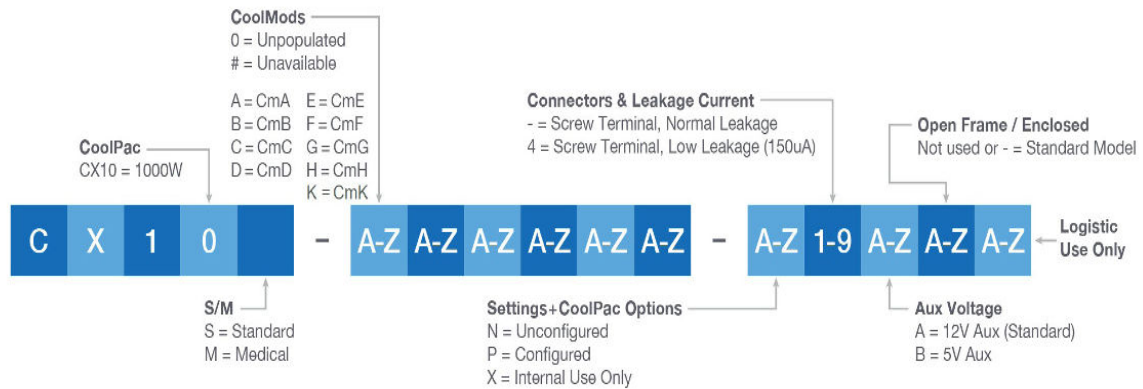 CoolMods
0 = Unpopulated
# = Unavailable
A = CmA E = CmE
B = CmB F = CmF
C = CmC G = CmG
D = CmD H = CmH
K = CmK
CoolPac
CX10 = 1000W
Connectors & Leakage Current
- = Screw Terminal, Normal Leakage
4 = Screw Terminal, Low Leakage (150uA)
Open Frame / Enclosed
Not used or - = Standard Model
C X 1 0 - A-Z A-Z A-Z A-Z A-Z A-Z - A-Z 1-9 A-Z A-Z A-Z
Logistic
Use Only
S/M
S = Standard
M = Medical
Settings+CoolPac Options
N = Unconfigured
P = Configured
X = Internal Use Only
Aux Voltage
A = 12V Aux (Standard)
B = 5V Aux